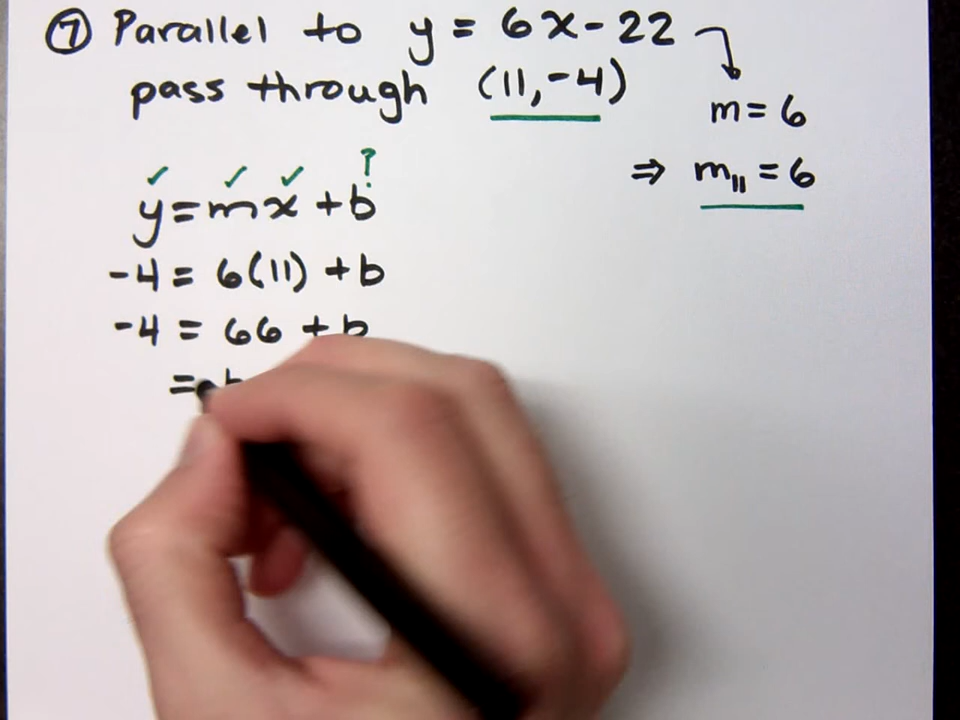 ⑦ Parallel to y = 6x - 22
pass through (11, -4)
m = 6
⇒ m|| = 6
✓ ✓ ✓ ?
y = mx + b
-4 = 6(11) + b
-4 = 66 + b
= b